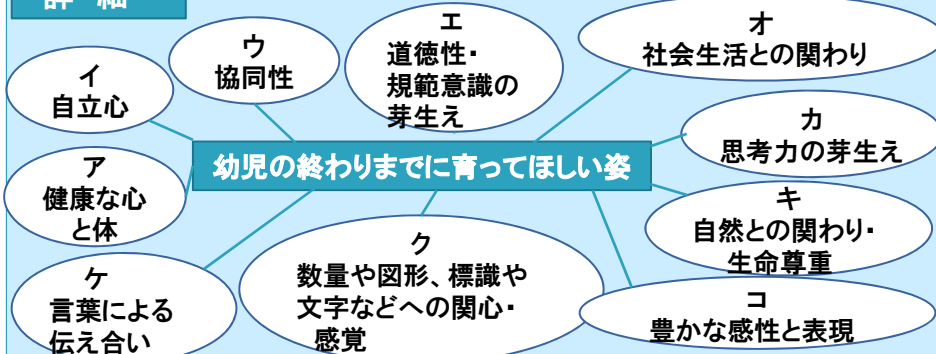 詳 細
ア
健康な心
と体
イ
自立心
ウ
協同性
エ
道徳性・
規範意識の
芽生え
オ
社会生活との関わり
カ
思考力の芽生え
キ
自然との関わり・
生命尊重
ク
数量や図形、標識や
文字などへの関心・
感覚
ケ
言葉による
伝え合い
コ
豊かな感性と表現
幼児の終わりまでに育ってほしい姿